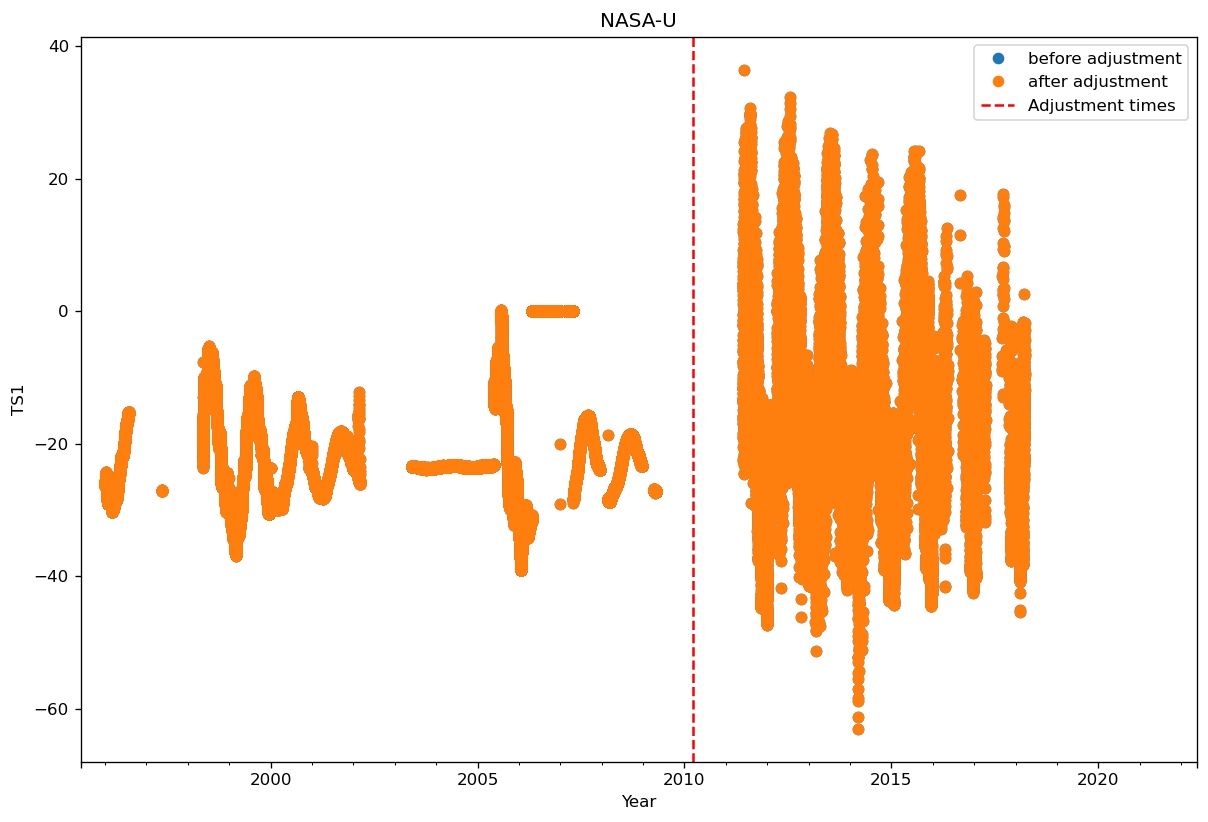 NASA-U
before adjustment
after adjustment
Adjustment times
TS1
40
20
0
−20
−40
−60
2000 2005 2010 2015 2020
Year